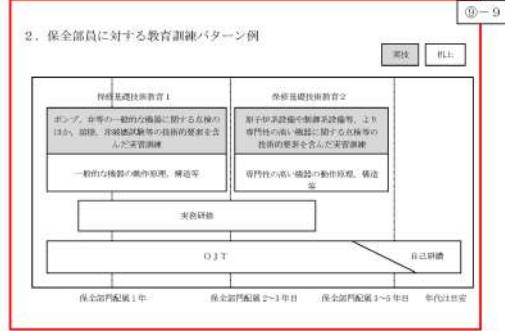 ⑨－９
２．保全部員に対する教育訓練パターン例
実技
机上
保修基礎技術教育１
保修基礎技術教育２
ポンプ、弁等の一般的な機器に関する点検の
ほか、溶接、非破壊試験等の技術的要素を含
んだ実習訓練
原子炉系設備や制御系設備等、より
専門性の高い機器に関する点検等の
技術的要素を含んだ実習訓練
一般的な機器の動作原理、構造等
専門性の高い機器の動作原理、構造
等
実務研修
ＯＪＴ
自己研鑽
保全部門配属１年
保全部門配属２～３年目
保全部門配属３～５年目
年代は目安